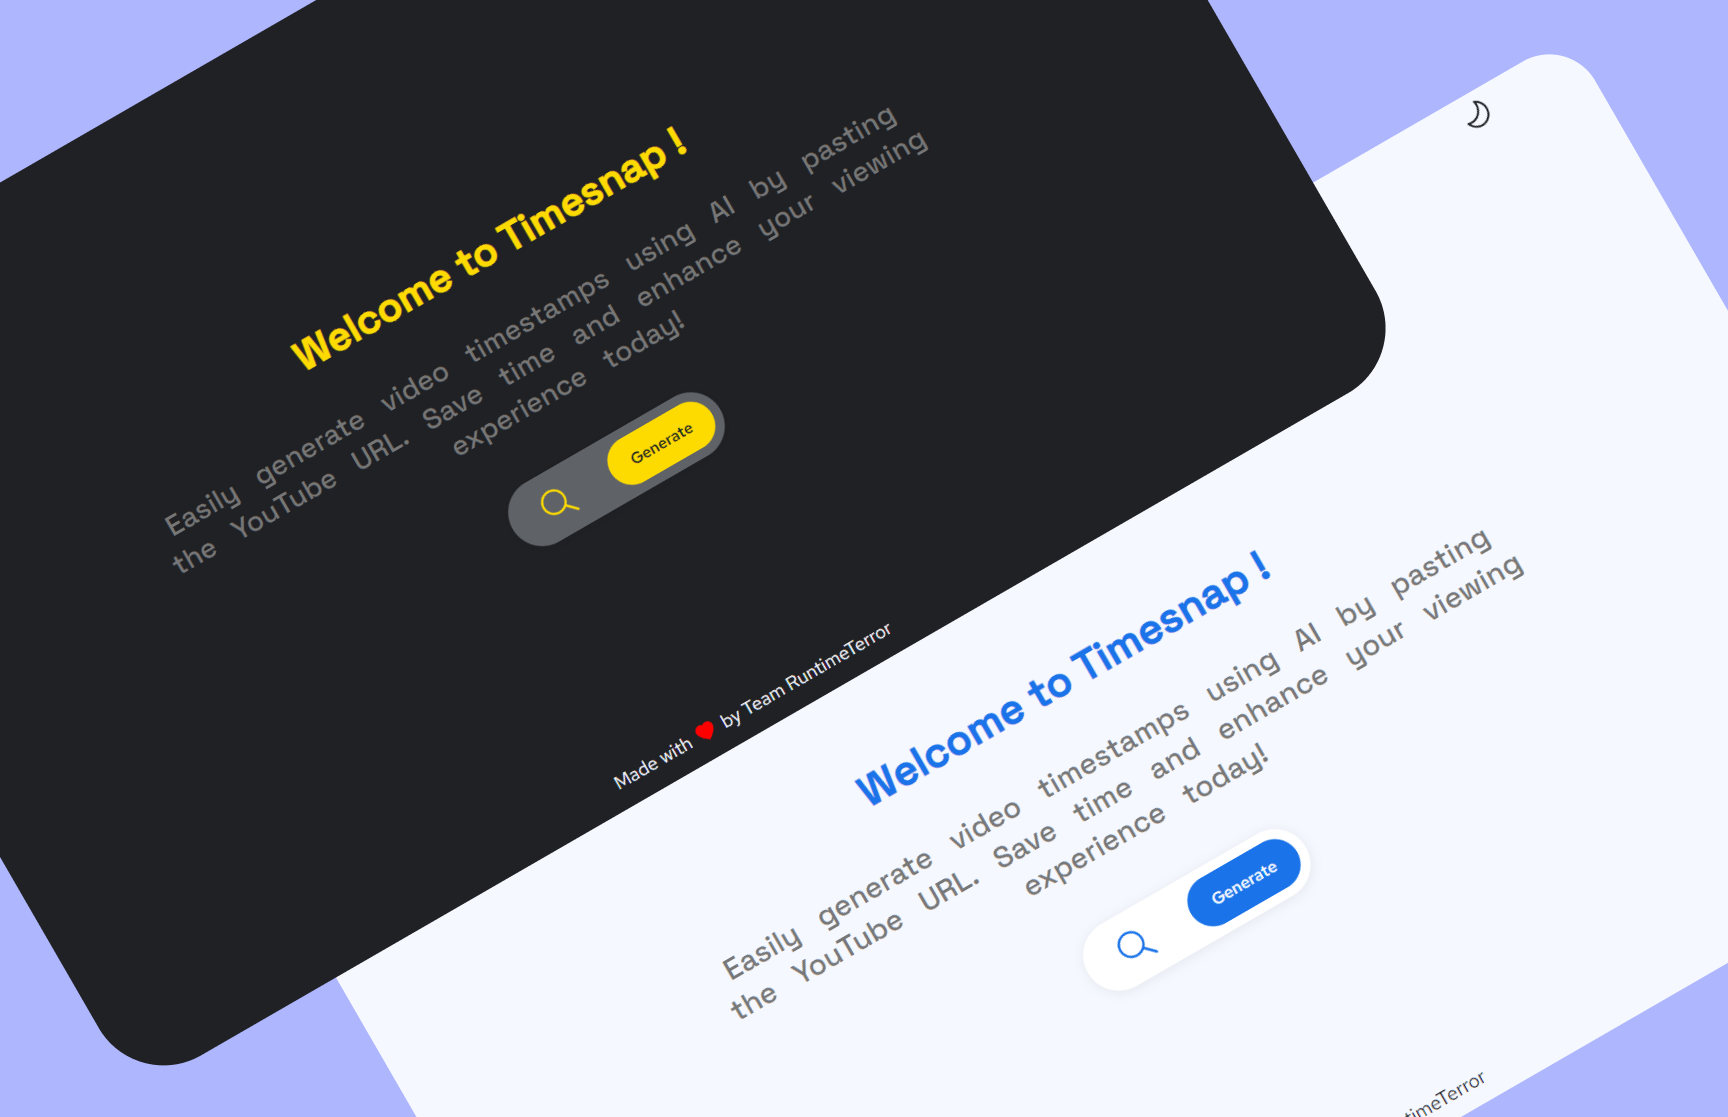 Welcome to Timesnap !
Easily generate video timestamps using AI by pasting
the YouTube URL. Save time and enhance your viewing
experience today!
Generate
Made with ❤ by Team RuntimeTerror
Welcome to Timesnap !
Easily generate video timestamps using AI by pasting
the YouTube URL. Save time and enhance your viewing
experience today!
Generate
timeTerror